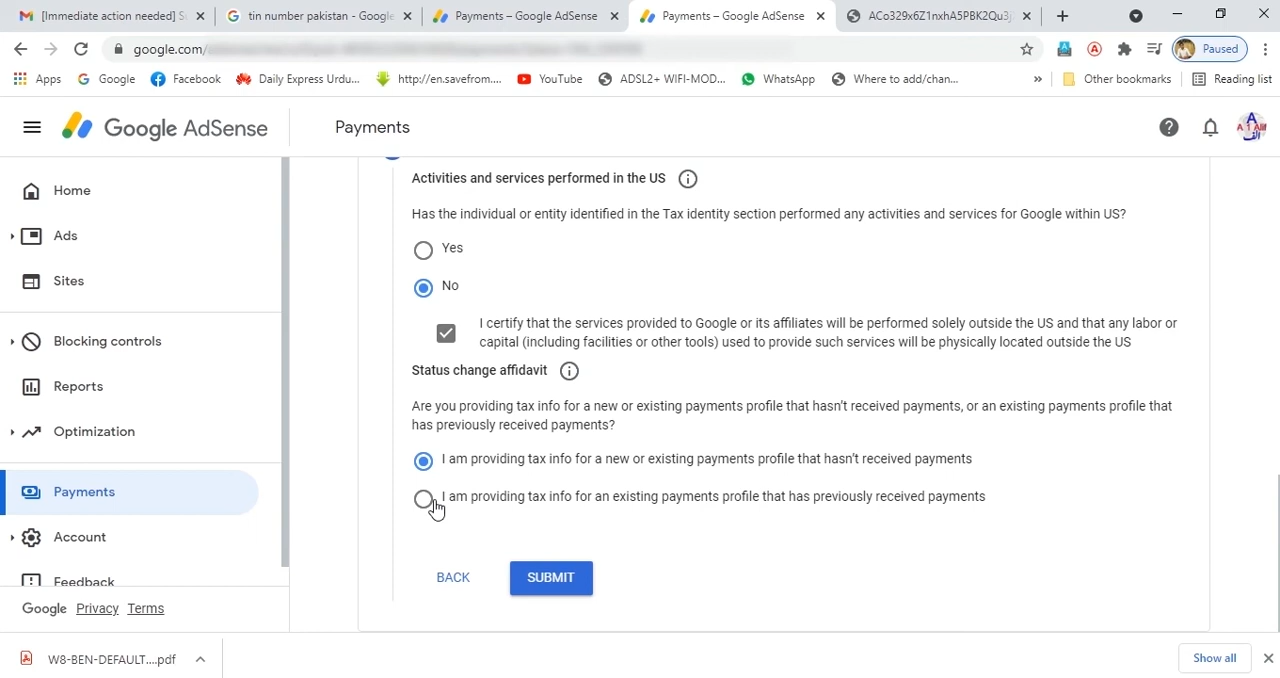 [Immediate action needed] S
tin number pakistan - Google
Payments – Google AdSense
Payments – Google AdSense
ACo329x6Z1nxhA5PBK2Qu3j
google.com/
Paused
Apps
Google
Facebook
Daily Express Urdu...
http://en.savefrom....
YouTube
ADSL2+ WIFI-MOD...
WhatsApp
Where to add/chan...
»
Other bookmarks
Reading list
Google AdSense
Payments
Home
Ads
Sites
Blocking controls
Reports
Optimization
Payments
Account
Feedback
Google Privacy Terms
Activities and services performed in the US
Has the individual or entity identified in the Tax identity section performed any activities and services for Google within US?
Yes
No
I certify that the services provided to Google or its affiliates will be performed solely outside the US and that any labor or
capital (including facilities or other tools) used to provide such services will be physically located outside the US
Status change affidavit
Are you providing tax info for a new or existing payments profile that hasn't received payments, or an existing payments profile that
has previously received payments?
I am providing tax info for a new or existing payments profile that hasn't received payments
I am providing tax info for an existing payments profile that has previously received payments
BACK
SUBMIT
W8-BEN-DEFAULT....pdf
Show all